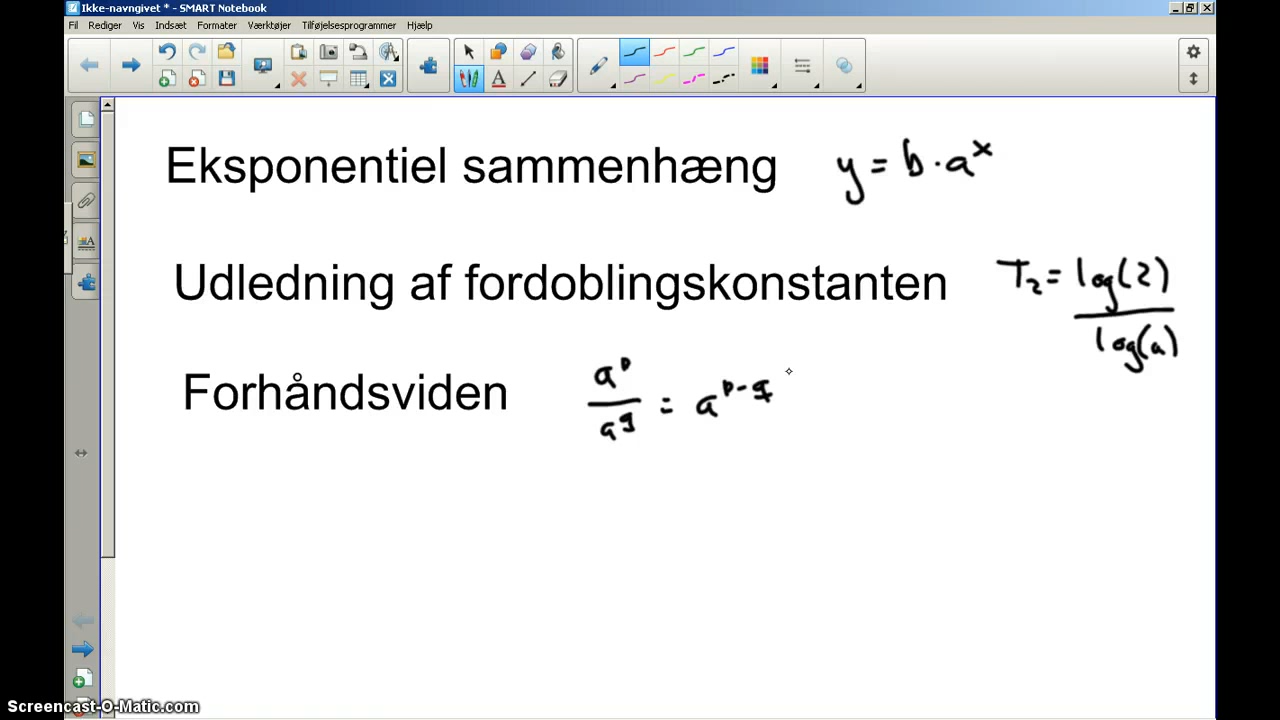 Ikke-navngivet * - SMART Notebook
Fil Rediger Vis Indsæt Formater Værktøjer Tilføjelsesprogrammer Hjælp
Eksponentiel sammenhæng y = b · a^x
Udledning af fordoblingskonstanten T₂ = log(2) / log(a)
Forhåndsviden a^p / a^q = a^(p-q)
Screencast-O-Matic.com